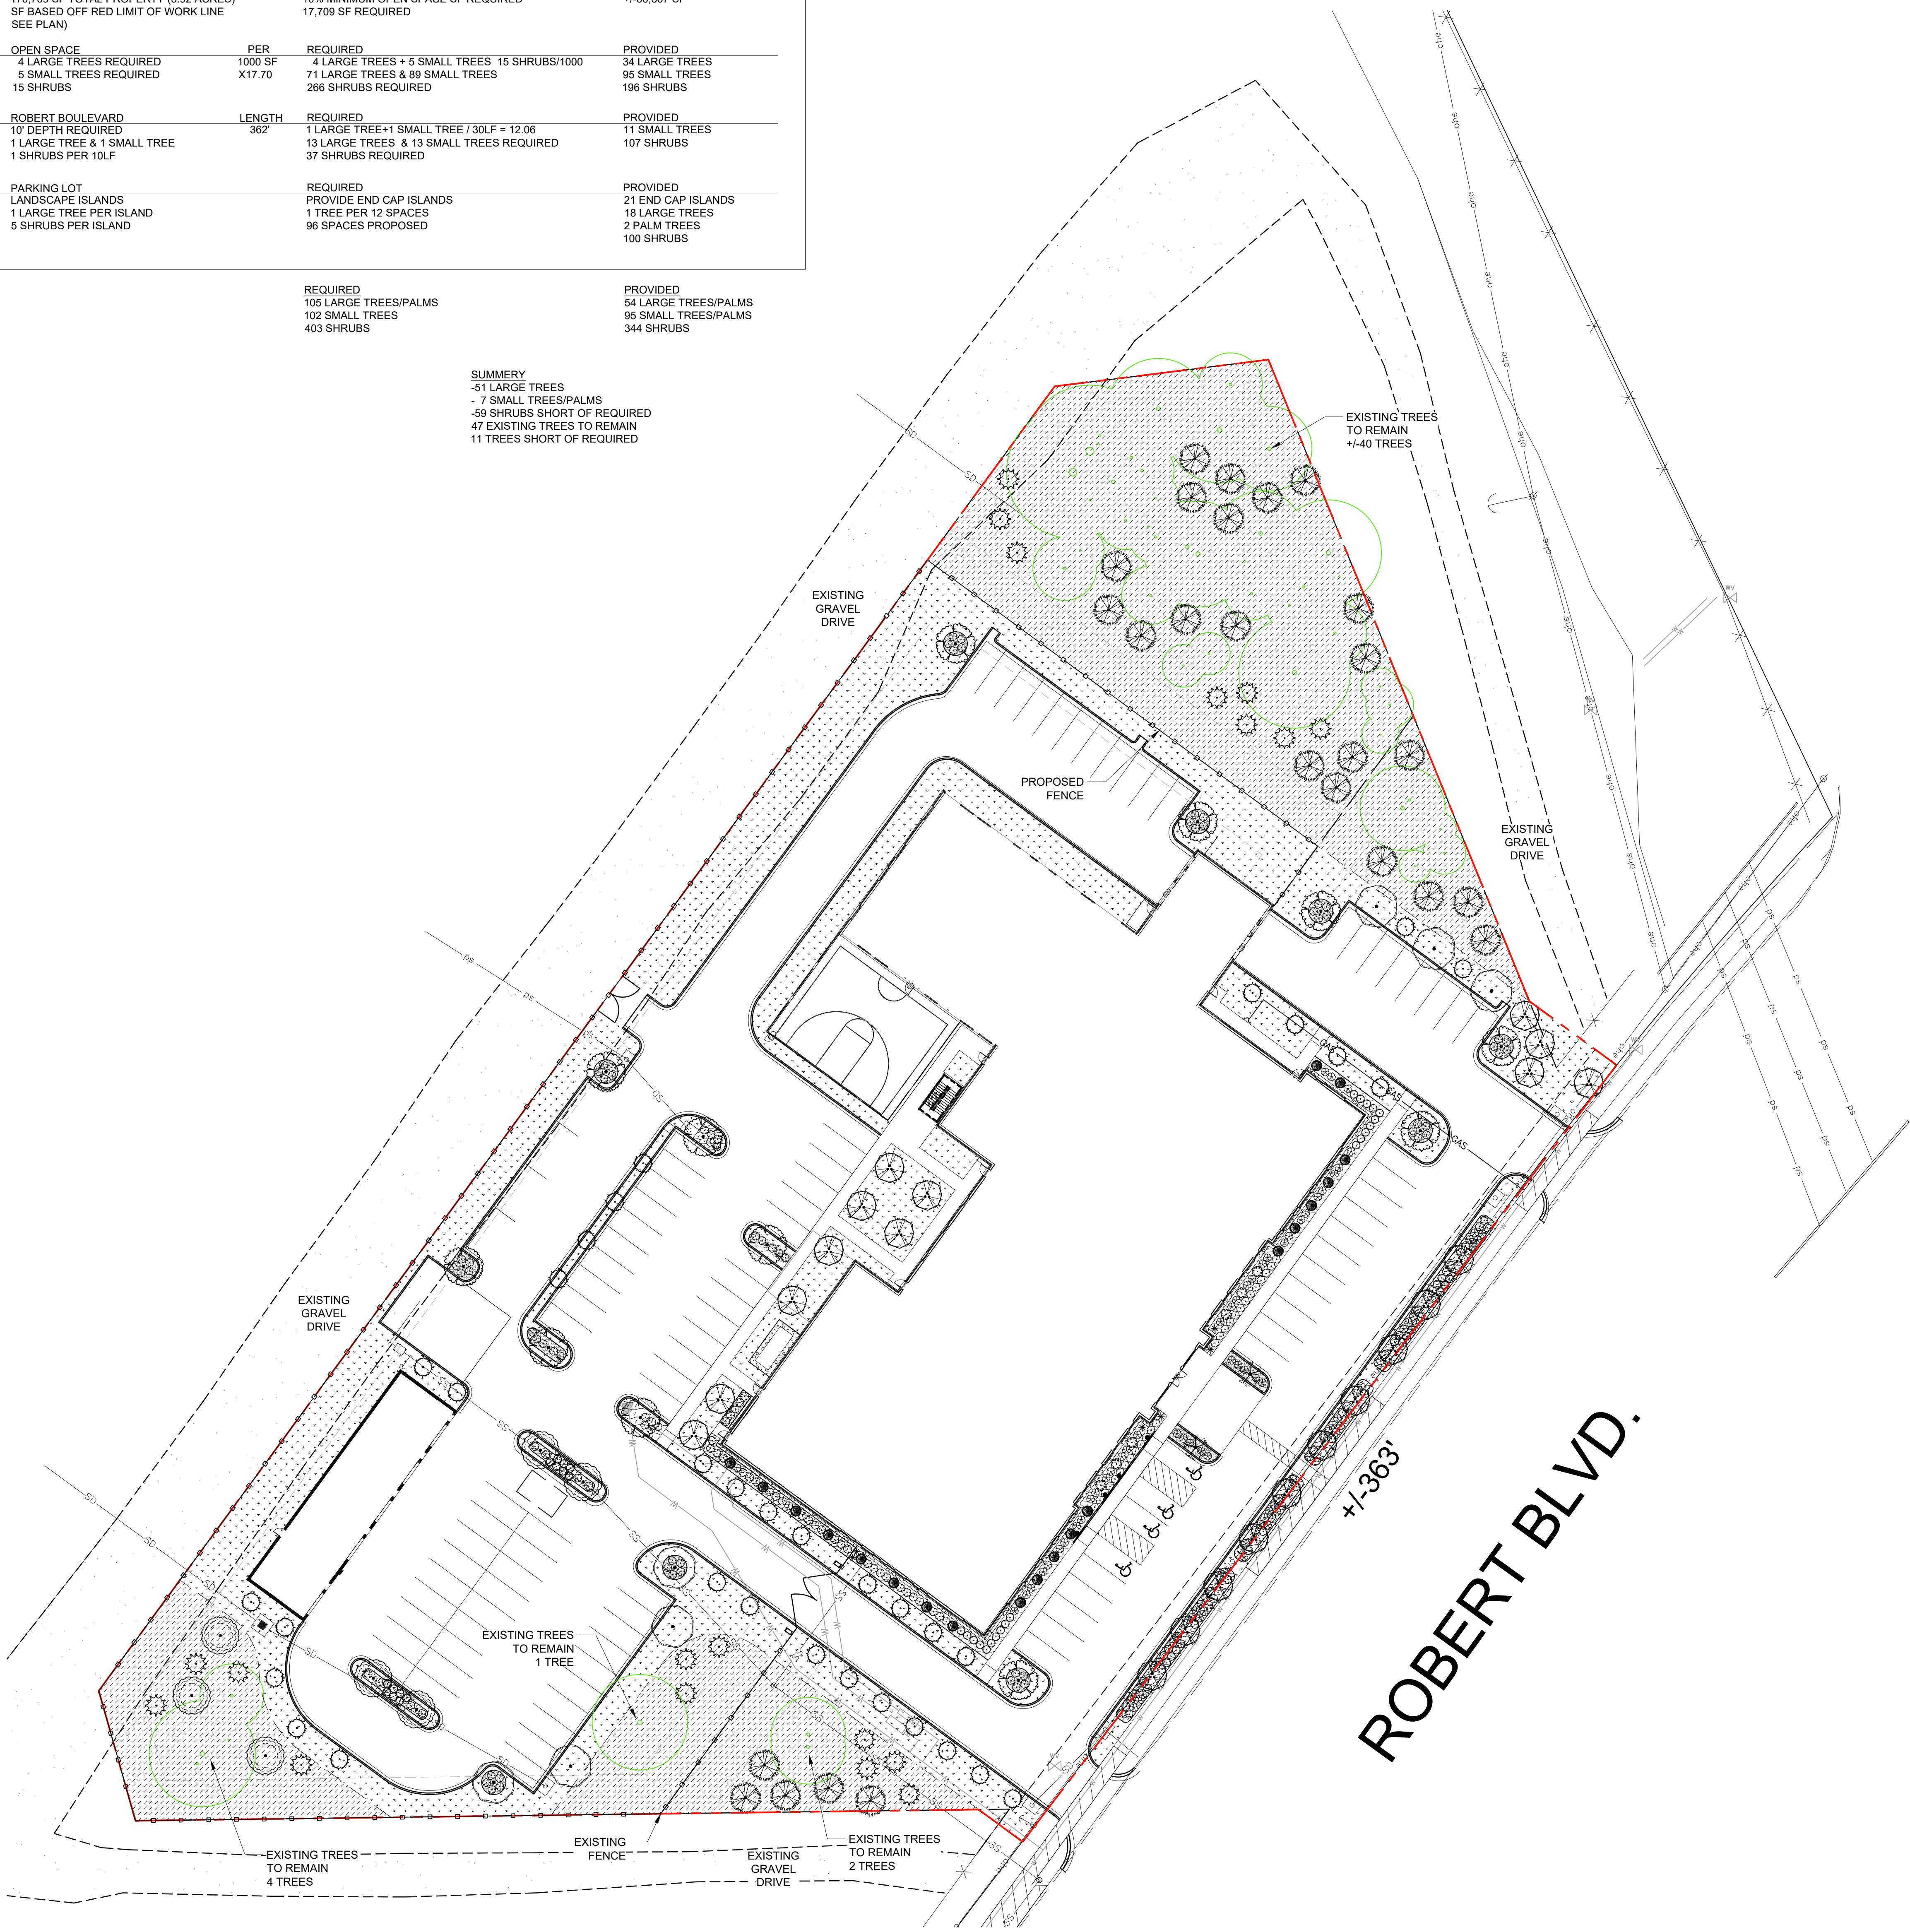 SF BASED OFF RED LIMIT OF WORK LINE 17,709 SF REQUIRED
SEE PLAN)
OPEN SPACE PER REQUIRED PROVIDED
4 LARGE TREES REQUIRED 1000 SF 4 LARGE TREES + 5 SMALL TREES 15 SHRUBS/1000 34 LARGE TREES
5 SMALL TREES REQUIRED X17.70 71 LARGE TREES & 89 SMALL TREES 95 SMALL TREES
15 SHRUBS 266 SHRUBS REQUIRED 196 SHRUBS
ROBERT BOULEVARD LENGTH REQUIRED PROVIDED
10' DEPTH REQUIRED 362' 1 LARGE TREE+1 SMALL TREE / 30LF = 12.06 11 SMALL TREES
1 LARGE TREE & 1 SMALL TREE 13 LARGE TREES & 13 SMALL TREES REQUIRED 107 SHRUBS
1 SHRUBS PER 10LF 37 SHRUBS REQUIRED
PARKING LOT REQUIRED PROVIDED
LANDSCAPE ISLANDS PROVIDE END CAP ISLANDS 21 END CAP ISLANDS
1 LARGE TREE PER ISLAND 1 TREE PER 12 SPACES 18 LARGE TREES
5 SHRUBS PER ISLAND 96 SPACES PROPOSED 2 PALM TREES
100 SHRUBS
REQUIRED PROVIDED
105 LARGE TREES/PALMS 54 LARGE TREES/PALMS
102 SMALL TREES 95 SMALL TREES/PALMS
403 SHRUBS 344 SHRUBS
SUMMERY
-51 LARGE TREES
- 7 SMALL TREES/PALMS
-59 SHRUBS SHORT OF REQUIRED
47 EXISTING TREES TO REMAIN
11 TREES SHORT OF REQUIRED
EXISTING TREES
TO REMAIN
+/-40 TREES
EXISTING
GRAVEL
DRIVE
PROPOSED
FENCE
EXISTING
GRAVEL
DRIVE
EXISTING
GRAVEL
DRIVE
+/-363'
ROBERT BLVD.
EXISTING TREES
TO REMAIN
1 TREE
EXISTING TREES
TO REMAIN
4 TREES
EXISTING
FENCE
EXISTING
GRAVEL
DRIVE
EXISTING TREES
TO REMAIN
2 TREES